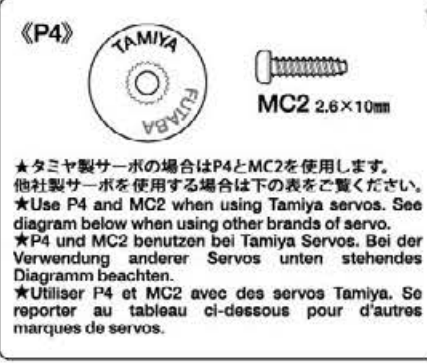 《P4》
TAMIYA
FUTABA
MC2 2.6×10㎜
★タミヤ製サーボの場合はP4とMC2を使用します。
他社製サーボを使用する場合は下の表をご覧ください。
★Use P4 and MC2 when using Tamiya servos. See
diagram below when using other brands of servo.
★P4 und MC2 benutzen bei Tamiya Servos. Bei der
Verwendung anderer Servos unten stehendes
Diagramm beachten.
★Utiliser P4 et MC2 avec des servos Tamiya. Se
reporter au tableau ci-dessous pour d'autres
marques de servos.